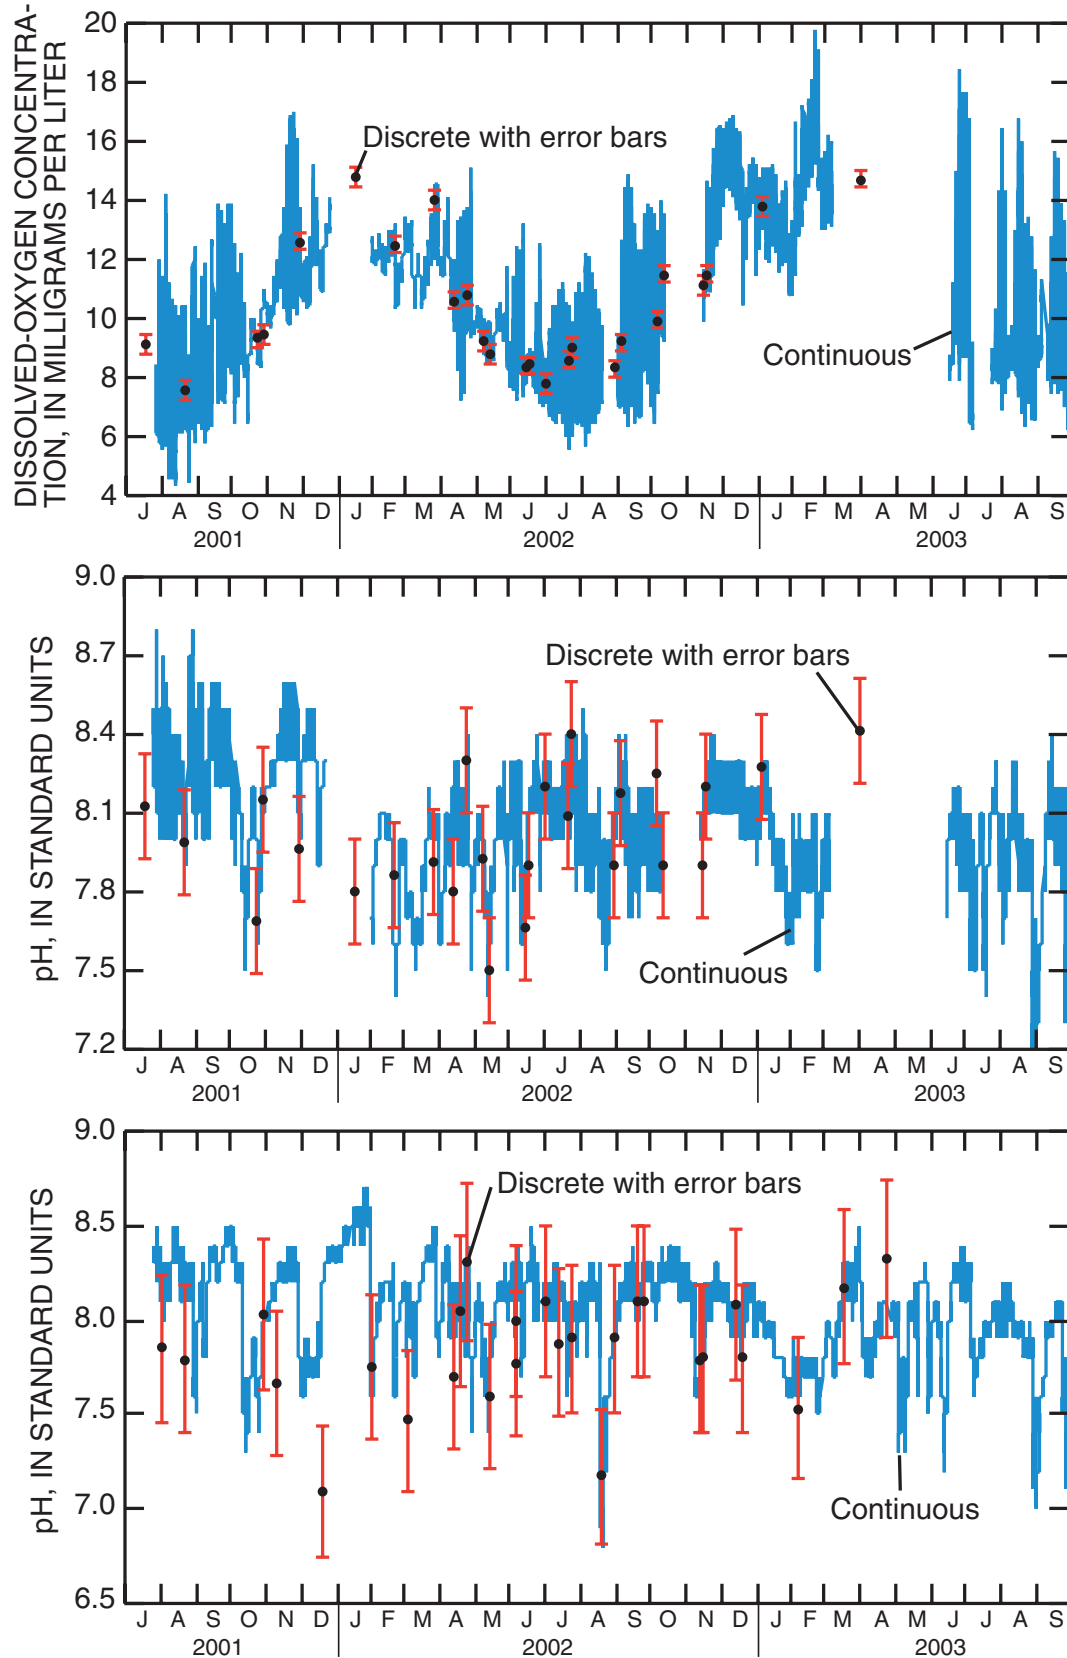 DISSOLVED-OXYGEN CONCENTRA-
TION, IN MILLIGRAMS PER LITER
20
18
16
14
12
10
8
6
4
Discrete with error bars
Continuous
J A S O N D J F M A M J J A S O N D J F M A M J J A S
2001 2002 2003
pH, IN STANDARD UNITS
9.0
8.7
8.4
8.1
7.8
7.5
7.2
Discrete with error bars
Continuous
J A S O N D J F M A M J J A S O N D J F M A M J J A S
2001 2002 2003
pH, IN STANDARD UNITS
9.0
8.5
8.0
7.5
7.0
6.5
Discrete with error bars
Continuous
J A S O N D J F M A M J J A S O N D J F M A M J J A S
2001 2002 2003